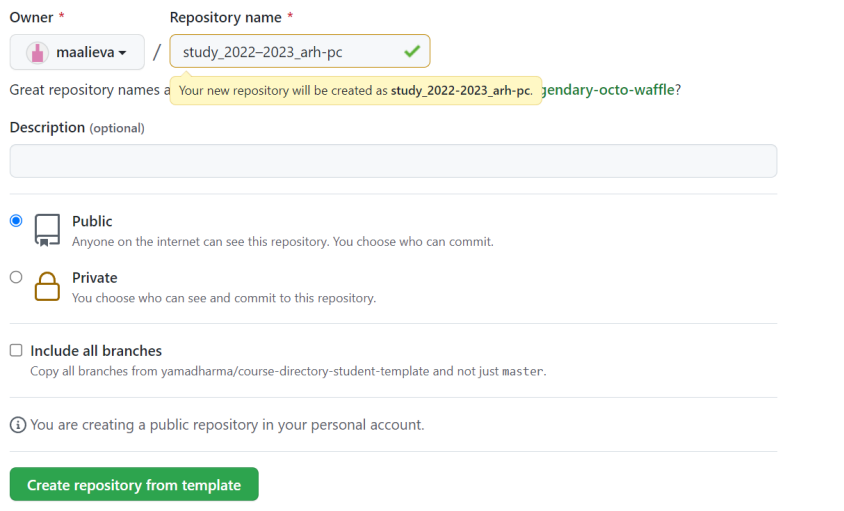 Owner * Repository name *
maalieva / study_2022–2023_arh-pc
Great repository names a
Your new repository will be created as study_2022-2023_arh-pc.
gendary-octo-waffle?
Description (optional)
Public
Anyone on the internet can see this repository. You choose who can commit.
Private
You choose who can see and commit to this repository.
Include all branches
Copy all branches from yamadharma/course-directory-student-template and not just master.
You are creating a public repository in your personal account.
Create repository from template